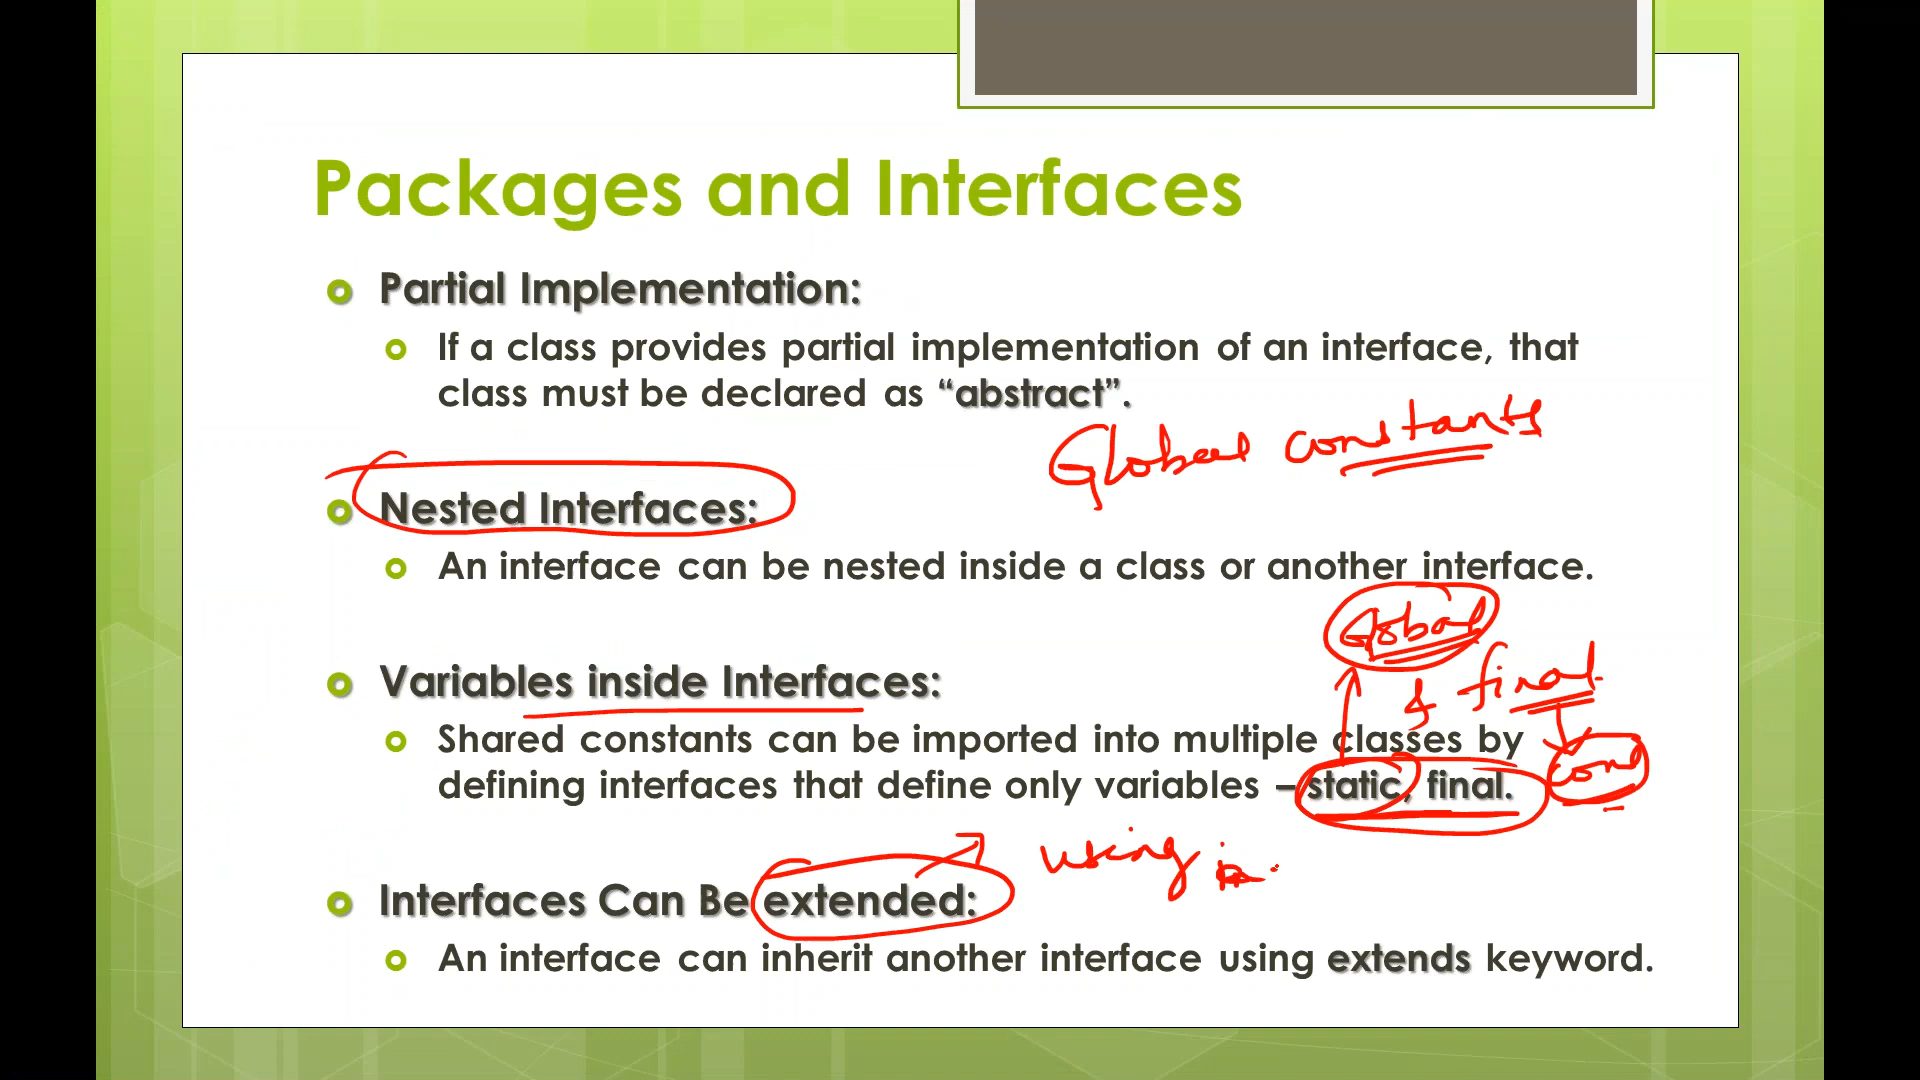 Packages and Interfaces
Partial Implementation:
If a class provides partial implementation of an interface, that
class must be declared as “abstract”.
Global constants
Nested Interfaces:
An interface can be nested inside a class or another interface.
Global
& final
Variables inside Interfaces:
Shared constants can be imported into multiple classes by
defining interfaces that define only variables – static, final.
using
Interfaces Can Be extended:
An interface can inherit another interface using extends keyword.